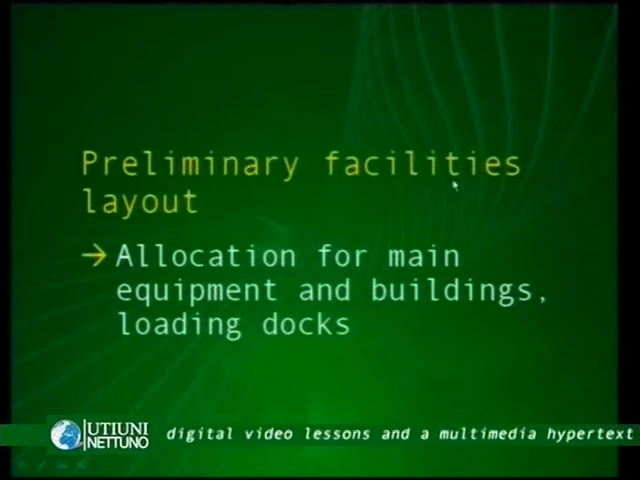 Preliminary facilities
layout
→ Allocation for main
equipment and buildings,
loading docks
UTIUNI
NETTUNO
digital video lessons and a multimedia hypertext